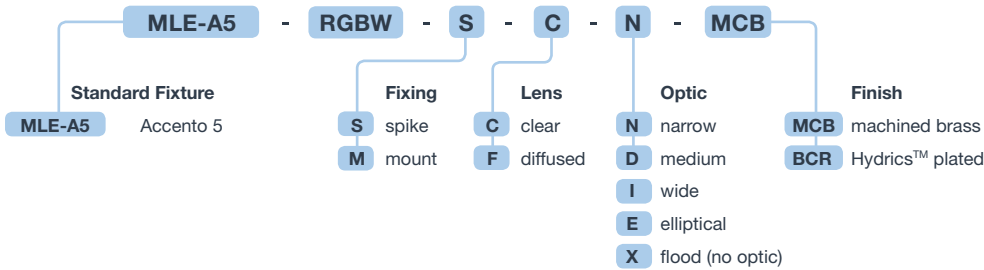 MLE-A5 - RGBW - S - C - N - MCB
Standard Fixture Fixing Lens Optic Finish
MLE-A5 Accento 5 S spike C clear N narrow MCB machined brass
M mount F diffused D medium BCR Hydrics™ plated
I wide
E elliptical
X flood (no optic)